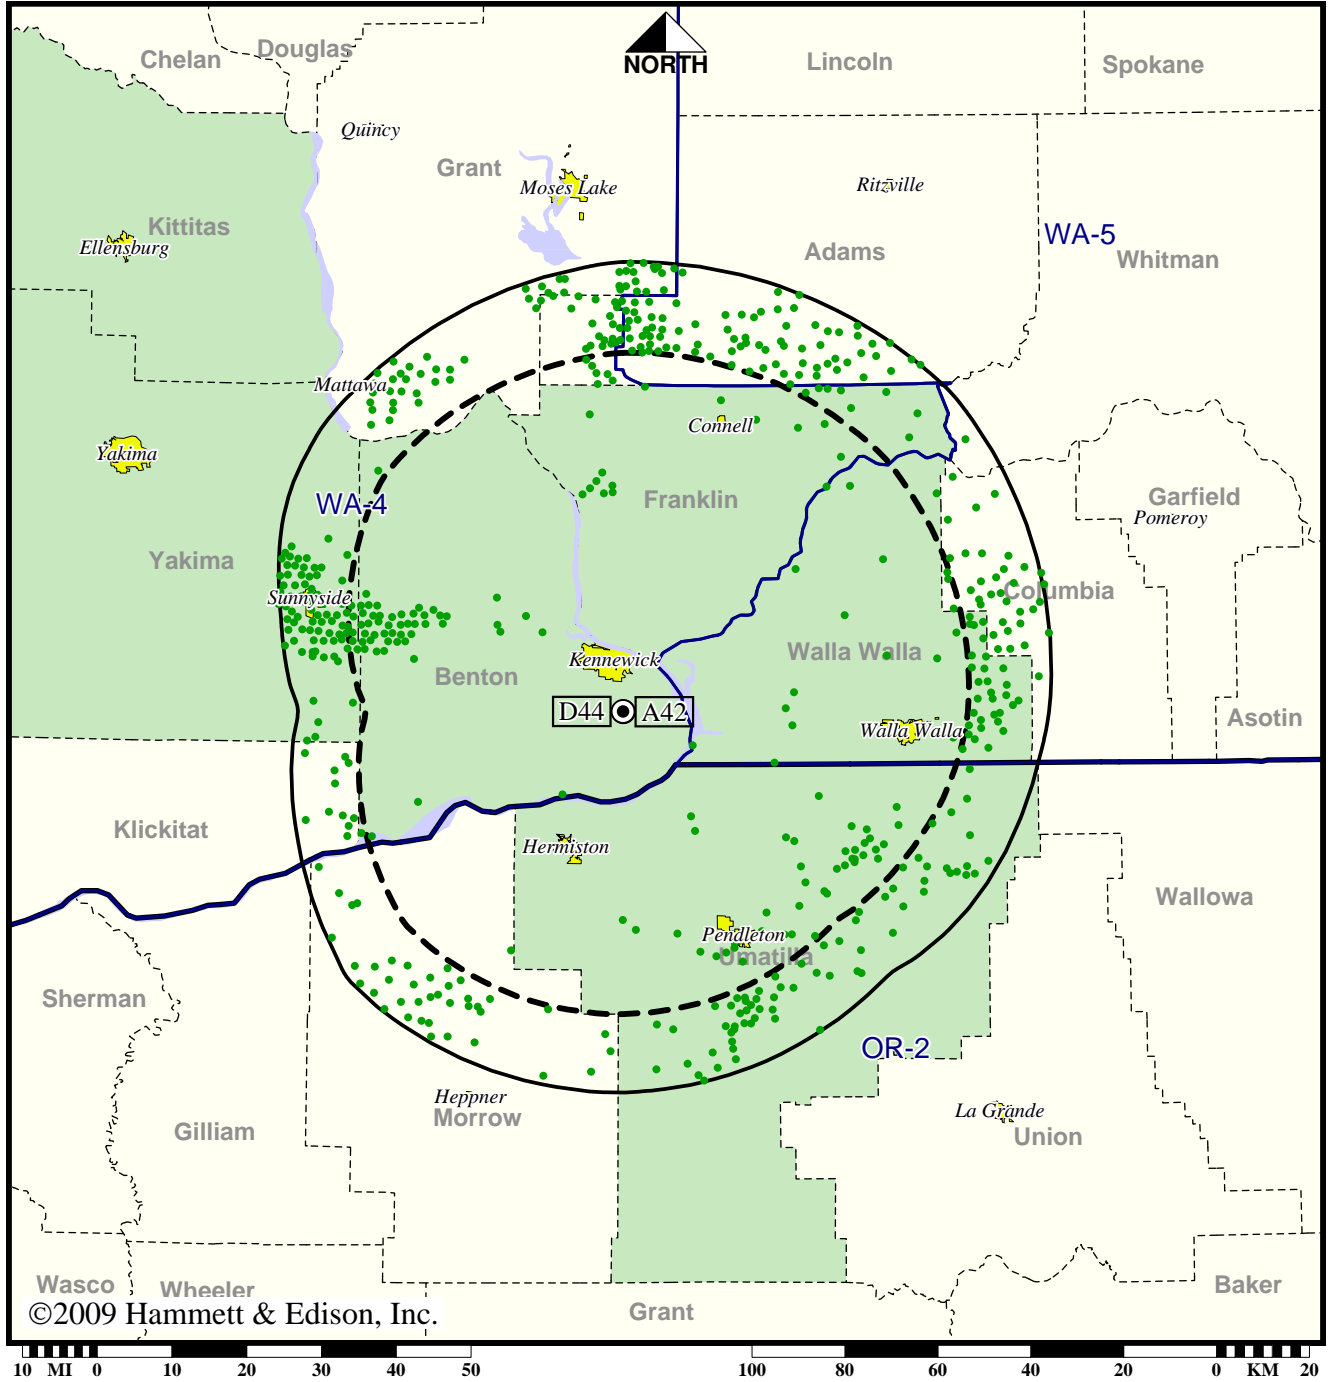 Chelan
Douglas
NORTH
Lincoln
Spokane
Quincy
Grant
Moses Lake
Ritzville
Kittitas
Ellensburg
WA-5
Adams
Whitman
Mattawa
Connell
Yakima
WA-4
Franklin
Garfield
Pomeroy
Yakima
Sunnyside
Columbia
Kennewick
Walla Walla
Benton
D44
A42
Asotin
Walla Walla
Klickitat
Hermiston
Wallowa
Pendleton
Umatilla
Sherman
OR-2
Heppner
Morrow
La Grande
Union
Gilliam
Wasco
Wheeler
Baker
Grant
©2009 Hammett & Edison, Inc.
10 MI 0 10 20 30 40 50
100 80 60 40 20 0 KM 20